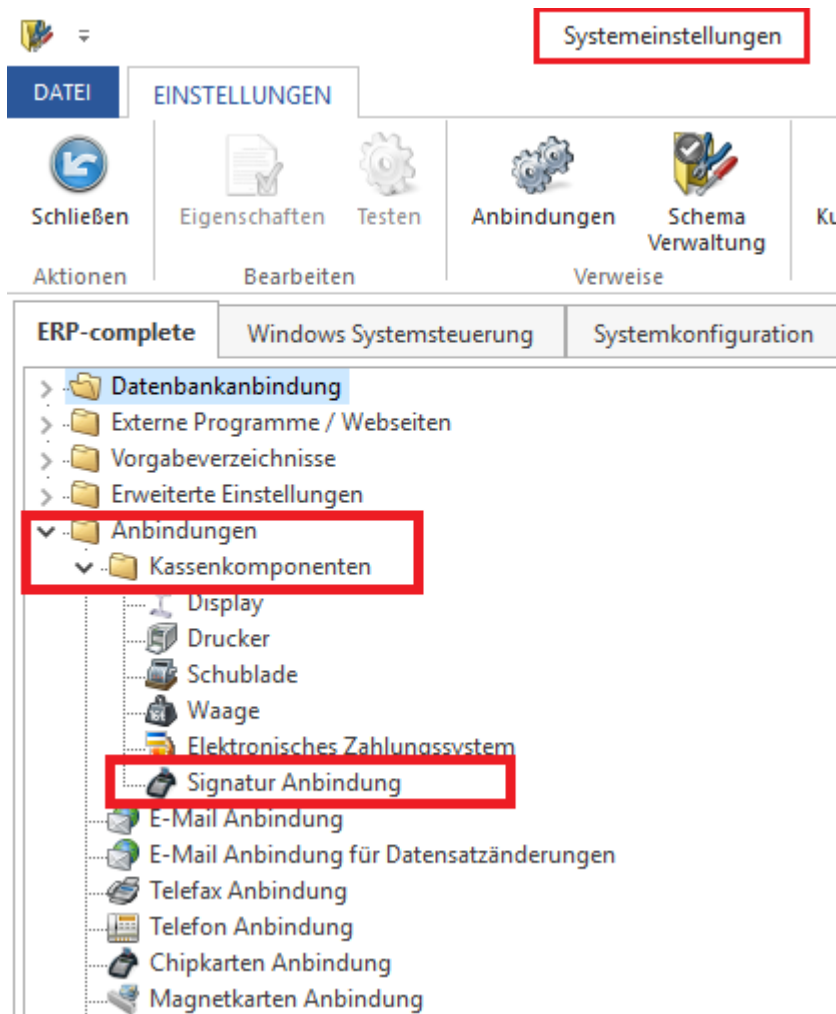 Systemeinstellungen
DATEI EINSTELLUNGEN
Schließen Eigenschaften Testen Anbindungen Schema Verwaltung Ku
Aktionen Bearbeiten Verweise
ERP-complete Windows Systemsteuerung Systemkonfiguration
Datenbankanbindung
Externe Programme / Webseiten
Vorgabeverzeichnisse
Erweiterte Einstellungen
Anbindungen
Kassenkomponenten
Display
Drucker
Schublade
Waage
Elektronisches Zahlungssystem
Signatur Anbindung
E-Mail Anbindung
E-Mail Anbindung für Datensatzänderungen
Telefax Anbindung
Telefon Anbindung
Chipkarten Anbindung
Magnetkarten Anbindung